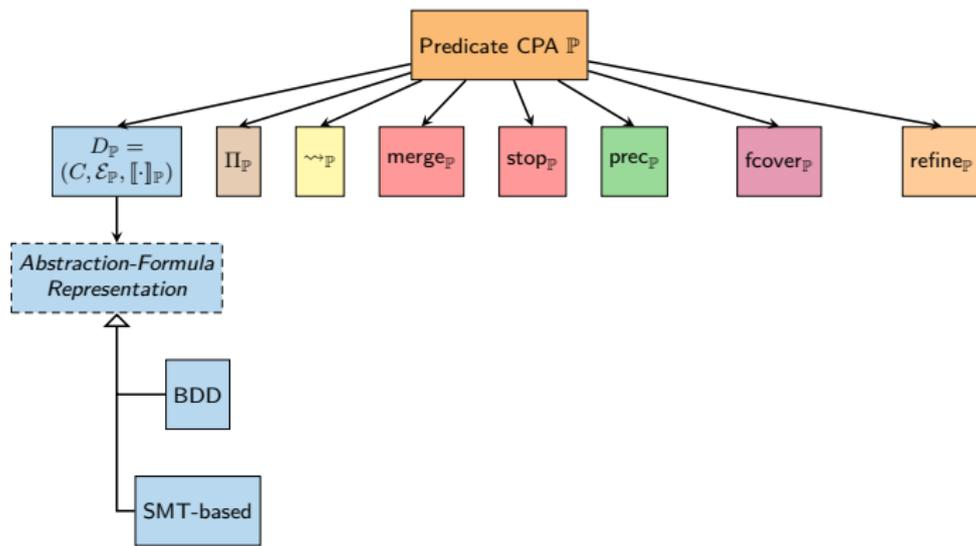 Predicate CPA ℙ
D_ℙ =
(C, ℰ_ℙ, ⟦·⟧_ℙ)
Π_ℙ
⇝_ℙ
merge_ℙ
stop_ℙ
prec_ℙ
fcover_ℙ
refine_ℙ
Abstraction-Formula
Representation
BDD
SMT-based